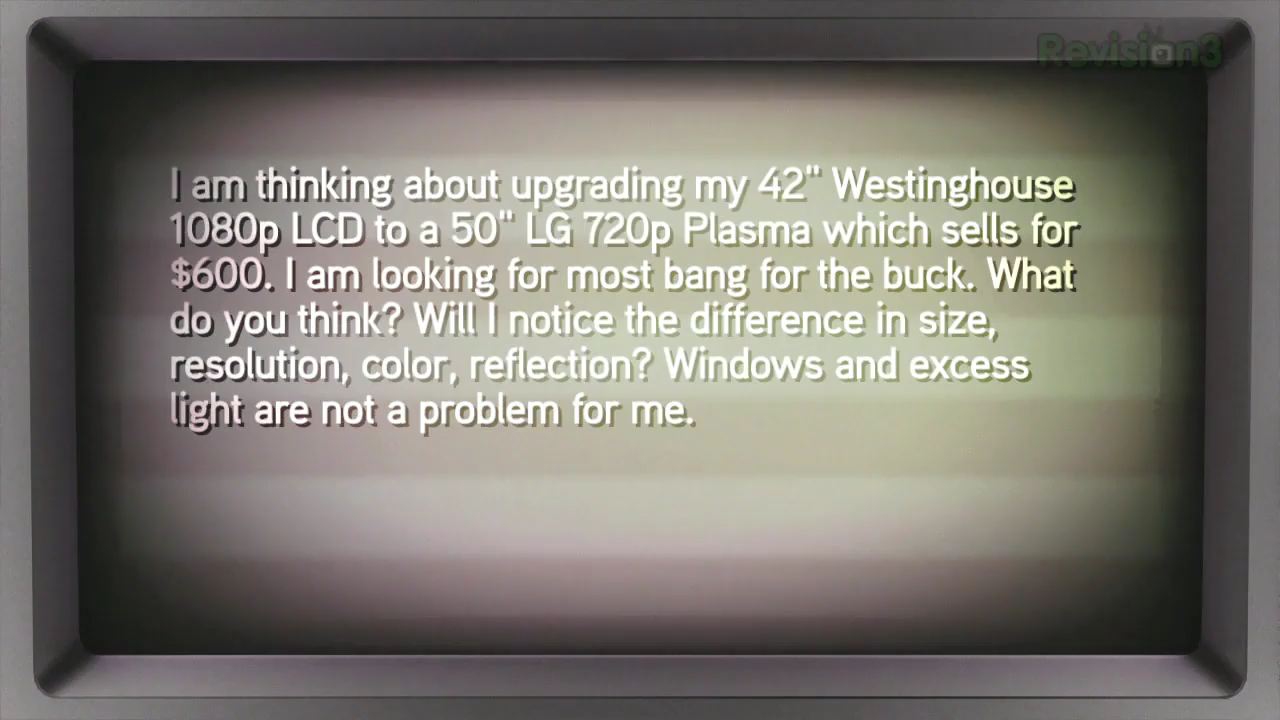 Revision3
I am thinking about upgrading my 42" Westinghouse
1080p LCD to a 50" LG 720p Plasma which sells for
$600. I am looking for most bang for the buck. What
do you think? Will I notice the difference in size,
resolution, color, reflection? Windows and excess
light are not a problem for me.